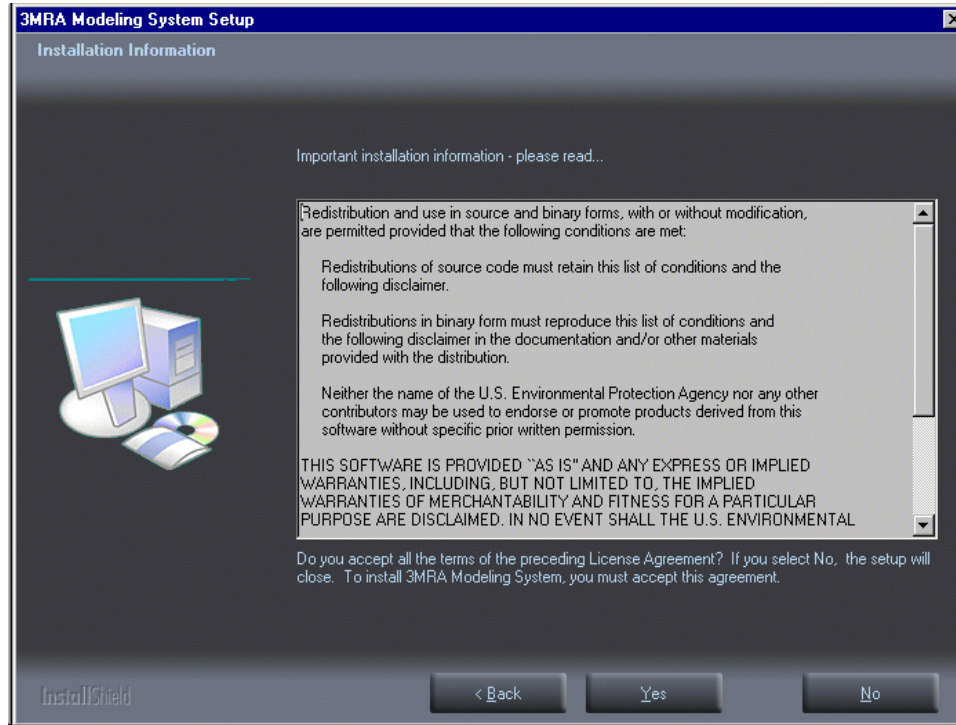 3MRA Modeling System Setup
Installation Information
Important installation information - please read...
Redistribution and use in source and binary forms, with or without modification,
are permitted provided that the following conditions are met:
Redistributions of source code must retain this list of conditions and the
following disclaimer.
Redistributions in binary form must reproduce this list of conditions and
the following disclaimer in the documentation and/or other materials
provided with the distribution.
Neither the name of the U.S. Environmental Protection Agency nor any other
contributors may be used to endorse or promote products derived from this
software without specific prior written permission.
THIS SOFTWARE IS PROVIDED ``AS IS'' AND ANY EXPRESS OR IMPLIED
WARRANTIES, INCLUDING, BUT NOT LIMITED TO, THE IMPLIED
WARRANTIES OF MERCHANTABILITY AND FITNESS FOR A PARTICULAR
PURPOSE ARE DISCLAIMED. IN NO EVENT SHALL THE U.S. ENVIRONMENTAL
Do you accept all the terms of the preceding License Agreement? If you select No, the setup will
close. To install 3MRA Modeling System, you must accept this agreement.
InstallShield
< Back
Yes
No